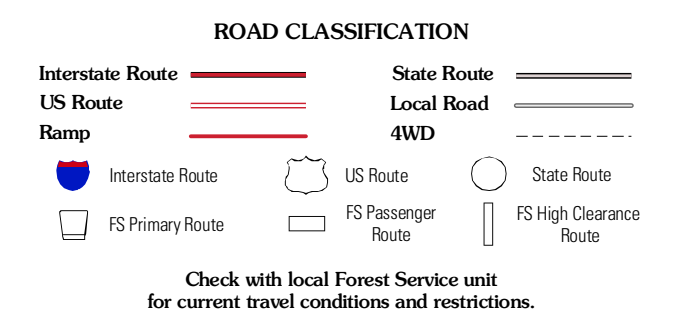 ROAD CLASSIFICATION
Interstate Route
State Route
US Route
Local Road
Ramp
4WD
Interstate Route
US Route
State Route
FS Primary Route
FS Passenger
Route
FS High Clearance
Route
Check with local Forest Service unit
for current travel conditions and restrictions.